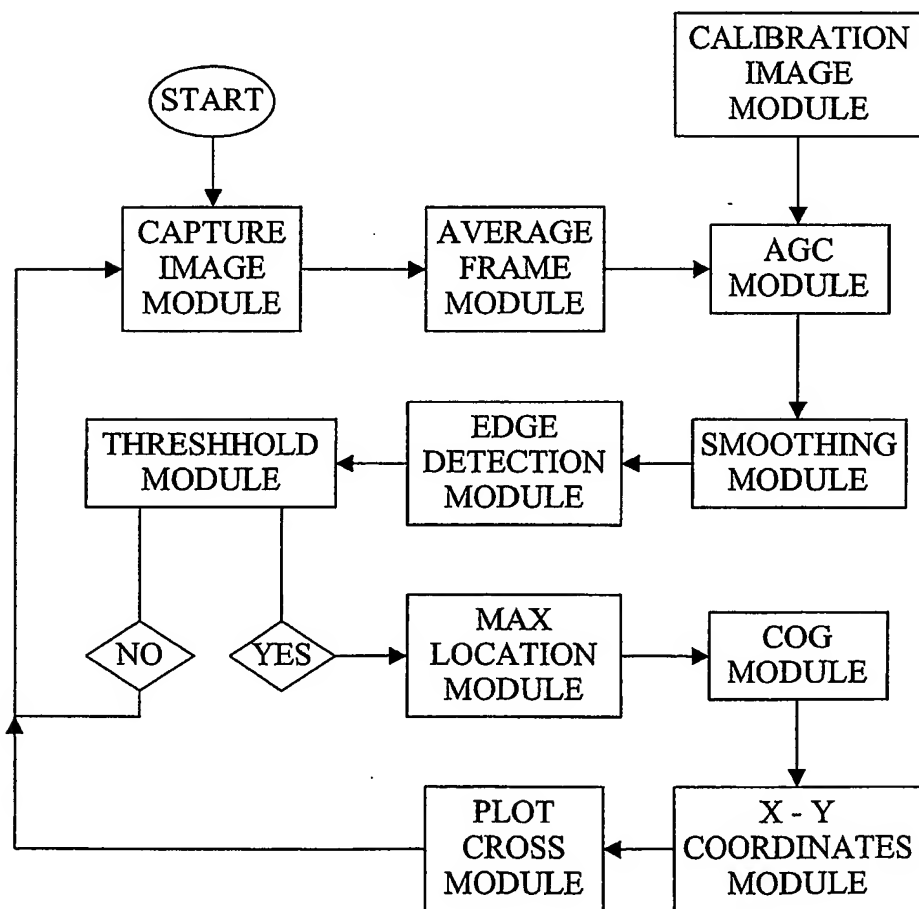 CALIBRATION
IMAGE
MODULE
START
CAPTURE
IMAGE
MODULE
AVERAGE
FRAME
MODULE
AGC
MODULE
THRESHHOLD
MODULE
EDGE
DETECTION
MODULE
SMOOTHING
MODULE
NO
YES
MAX
LOCATION
MODULE
COG
MODULE
PLOT
CROSS
MODULE
X - Y
COORDINATES
MODULE